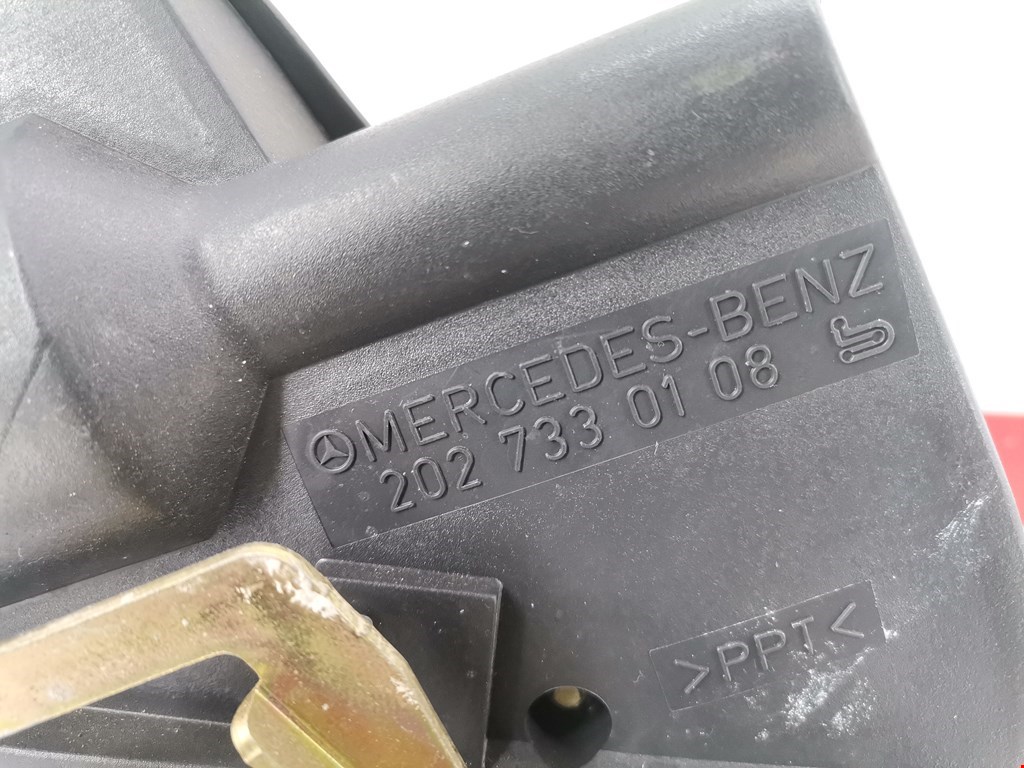 MERCEDES-BENZ
202 733 01 08
>PPT<